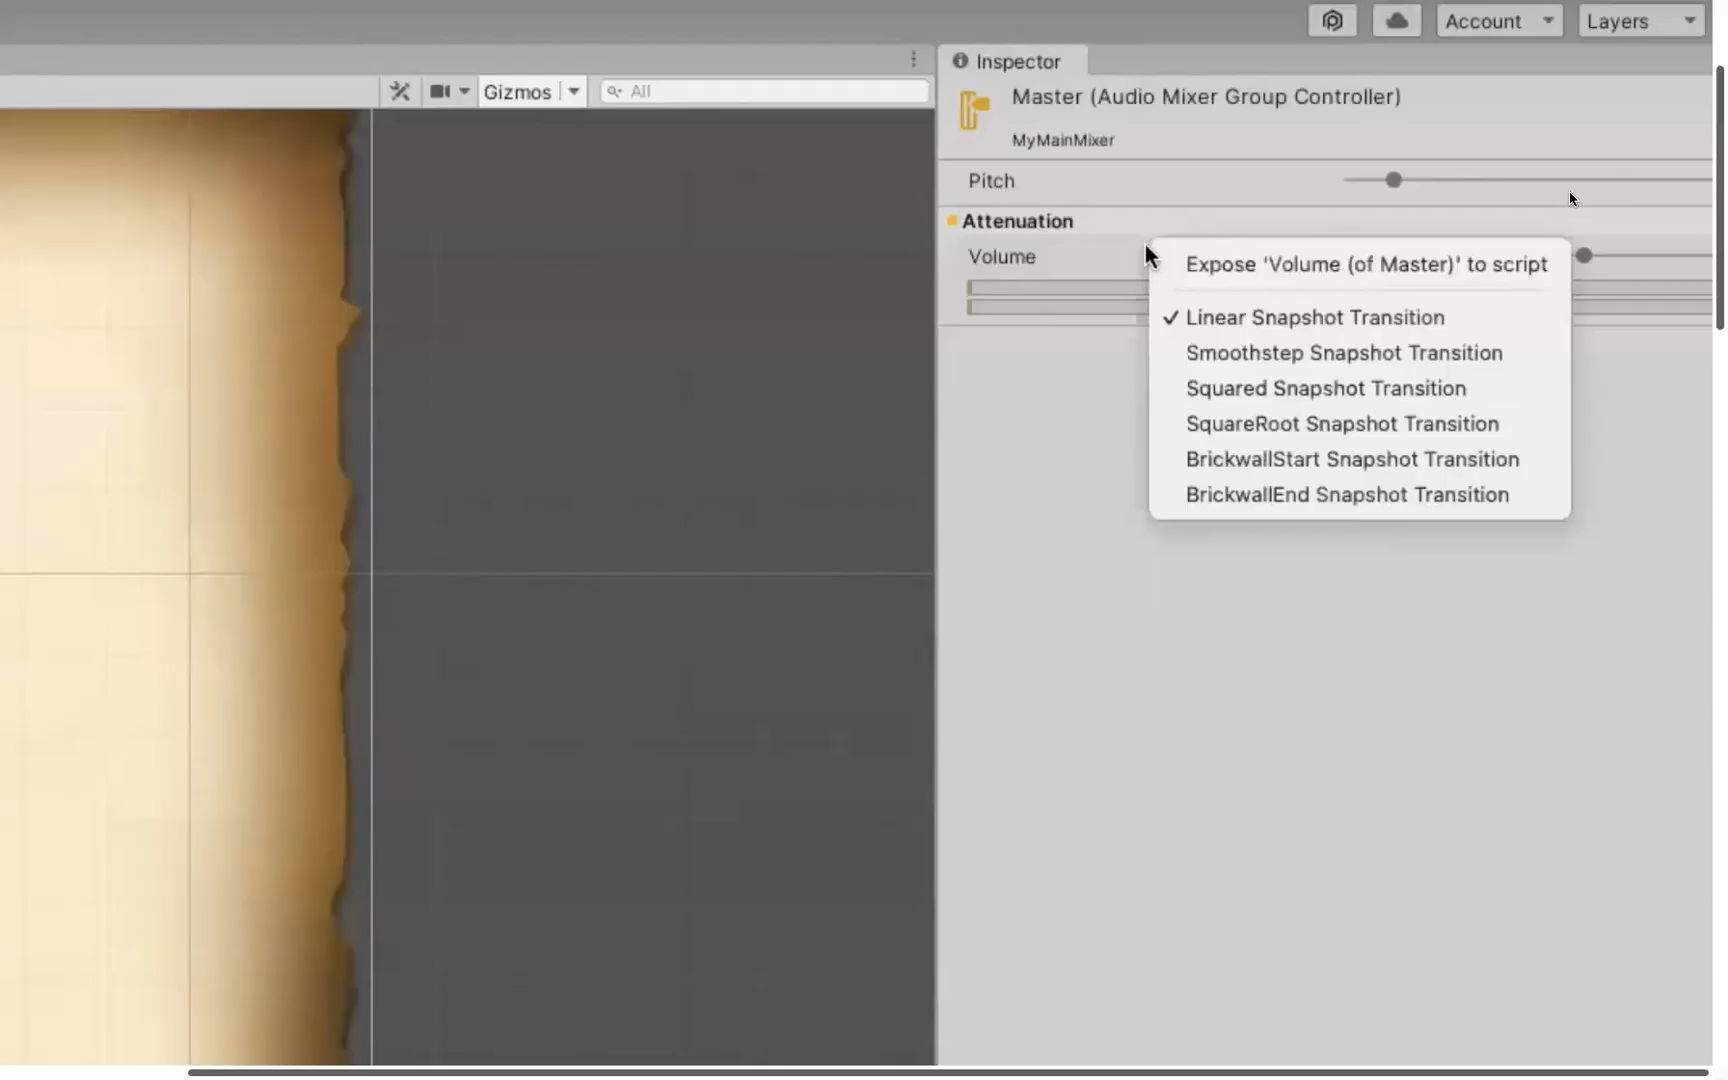 Account
Layers
Inspector
Gizmos
All
Master (Audio Mixer Group Controller)
MyMainMixer
Pitch
Attenuation
Volume
Expose 'Volume (of Master)' to script
✓ Linear Snapshot Transition
Smoothstep Snapshot Transition
Squared Snapshot Transition
SquareRoot Snapshot Transition
BrickwallStart Snapshot Transition
BrickwallEnd Snapshot Transition